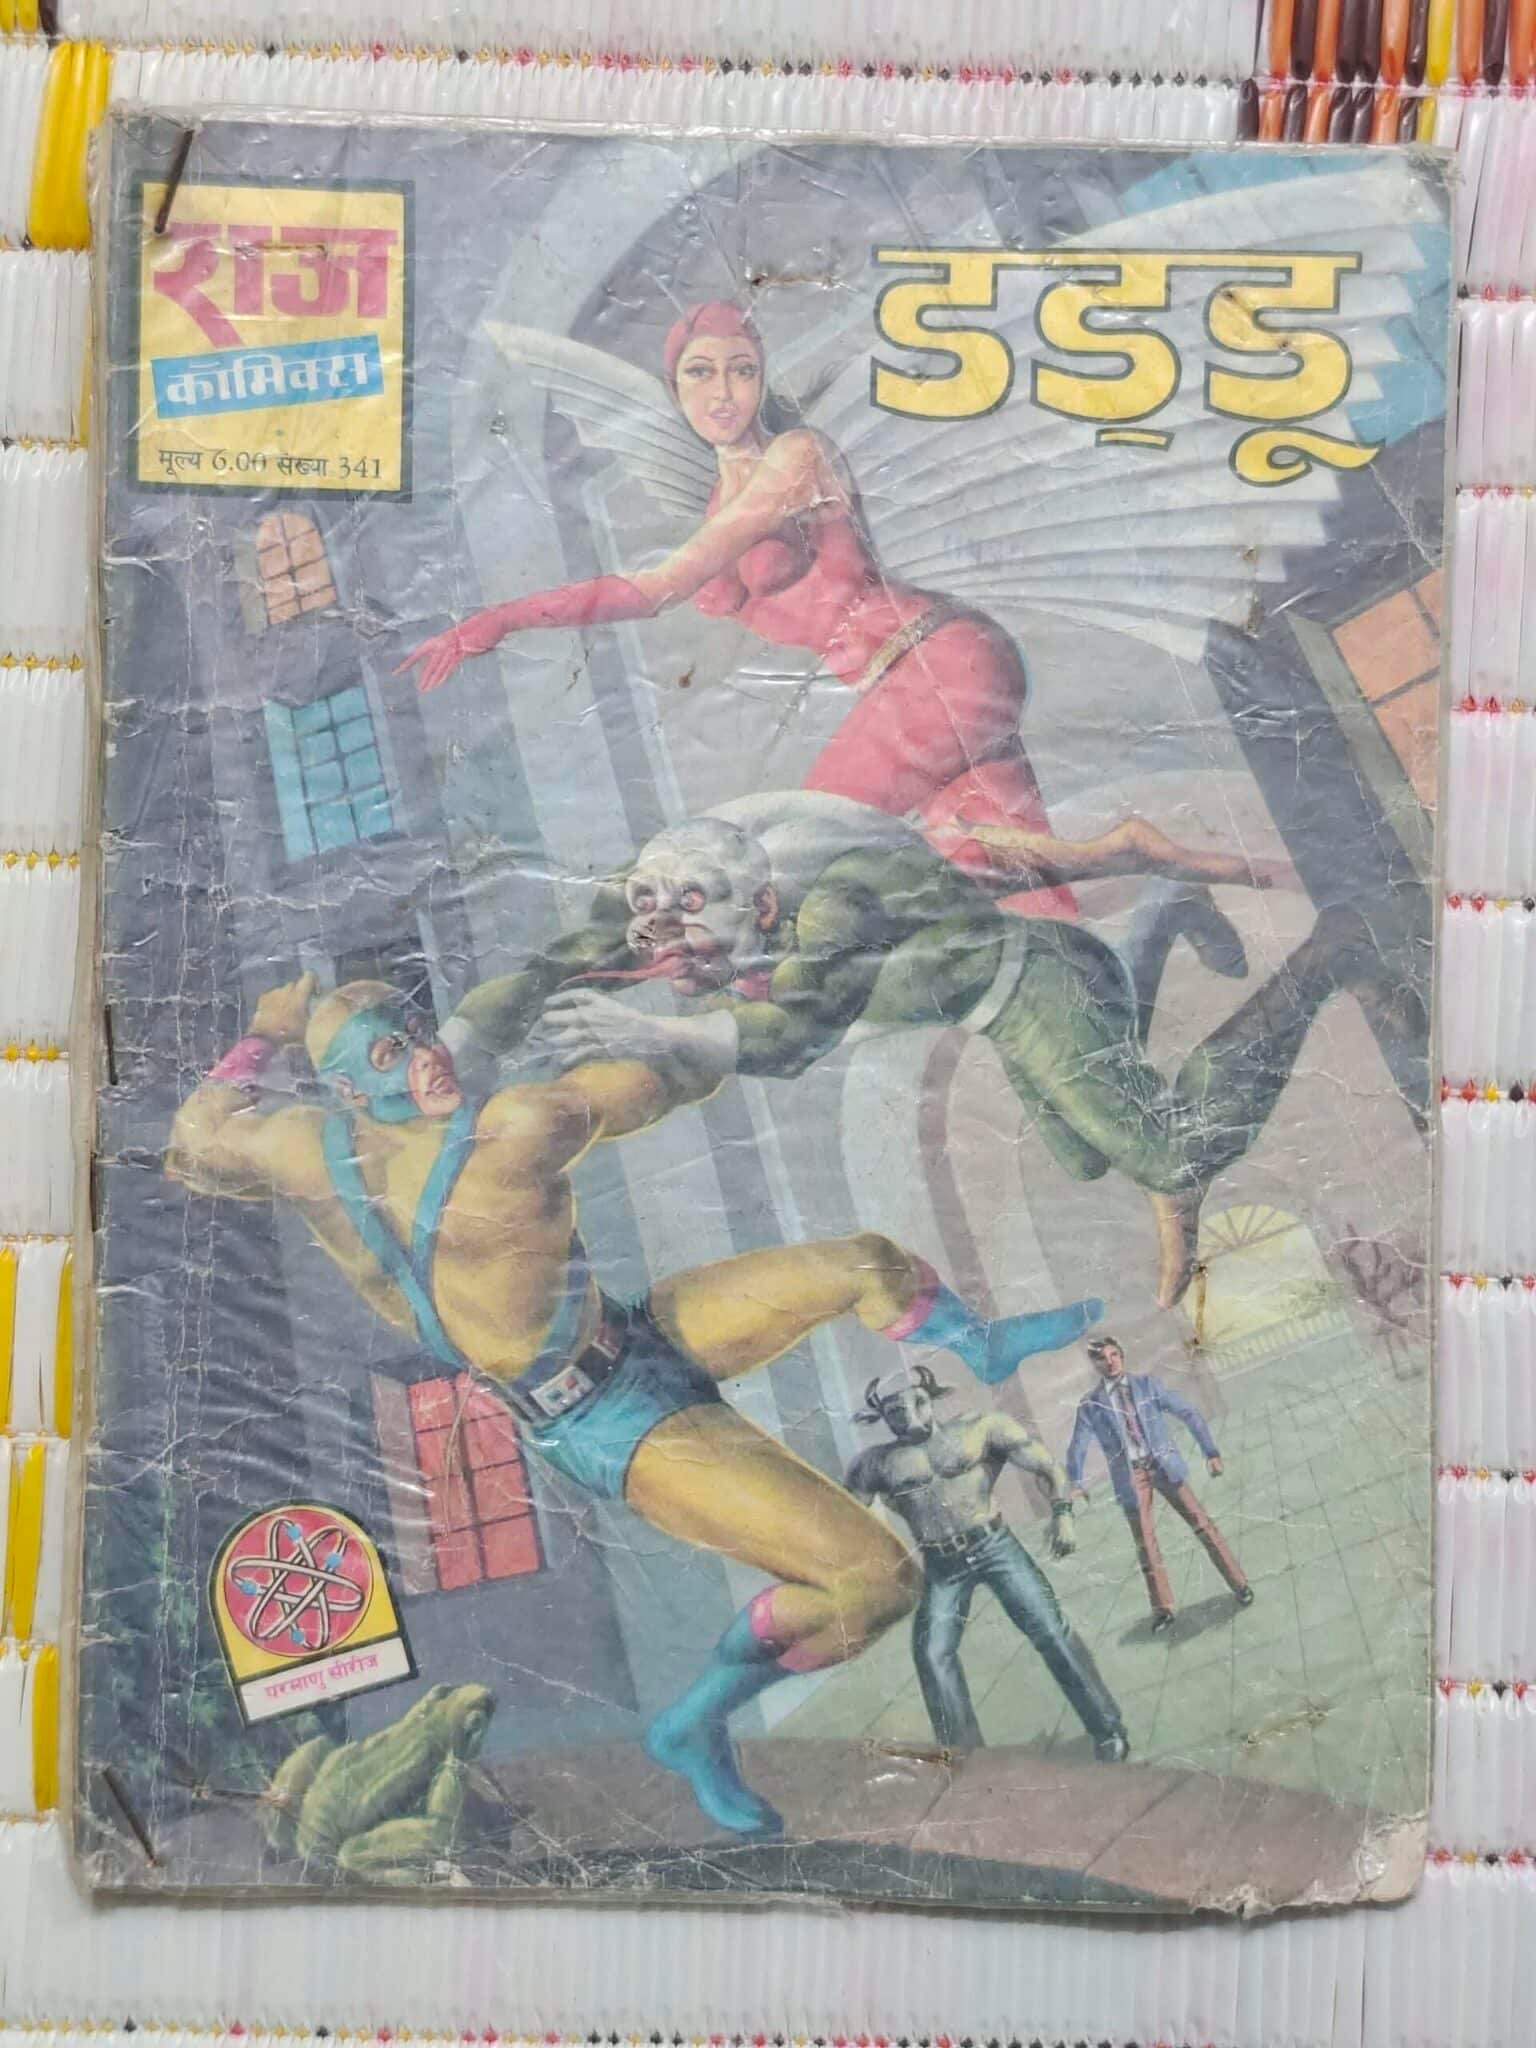 राज
कॉमिक्स
मूल्य 6.00 संख्या 341
डड्डू
परमाणु सीरीज